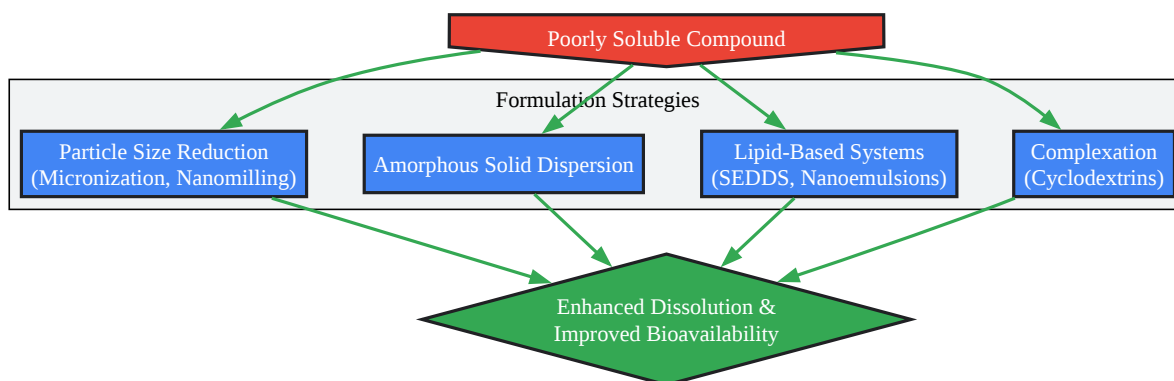 Poorly Soluble Compound
Formulation Strategies
Particle Size Reduction
(Micronization, Nanomilling)
Amorphous Solid Dispersion
Lipid-Based Systems
(SEDDS, Nanoemulsions)
Complexation
(Cyclodextrins)
Enhanced Dissolution &
Improved Bioavailability